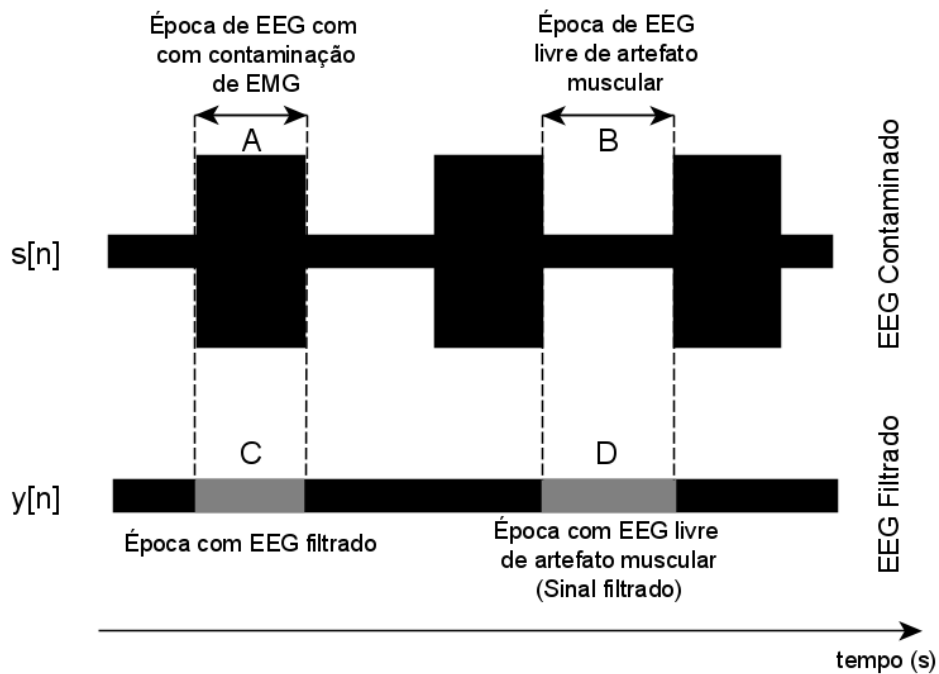 Época de EEG com
com contaminação
de EMG
Época de EEG
livre de artefato
muscular
A
B
s[n]
EEG Contaminado
C
D
y[n]
EEG Filtrado
Época com EEG filtrado
Época com EEG livre
de artefato muscular
(Sinal filtrado)
tempo (s)